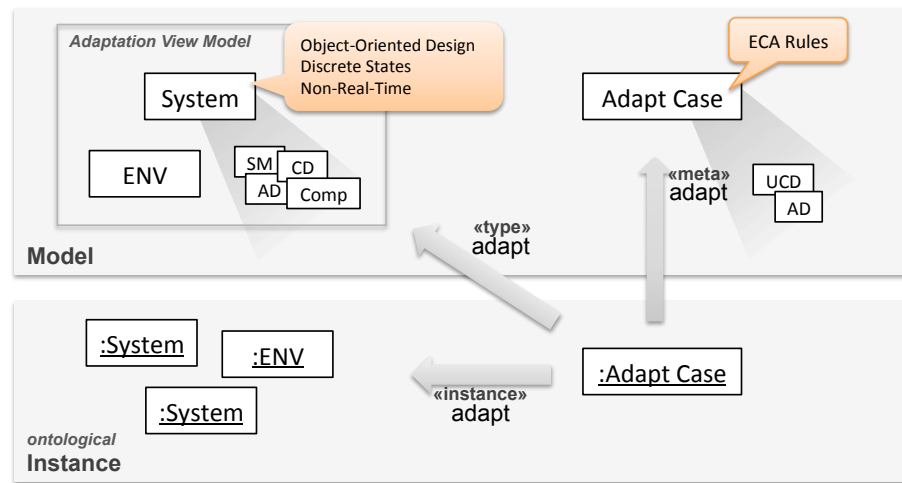 Adaptation View Model
Object-Oriented Design
Discrete States
Non-Real-Time
ECA Rules
System
Adapt Case
ENV
SM
CD
AD
Comp
UCD
AD
«meta»
adapt
«type»
adapt
Model
:System
:ENV
:System
:Adapt Case
«instance»
adapt
ontological
Instance